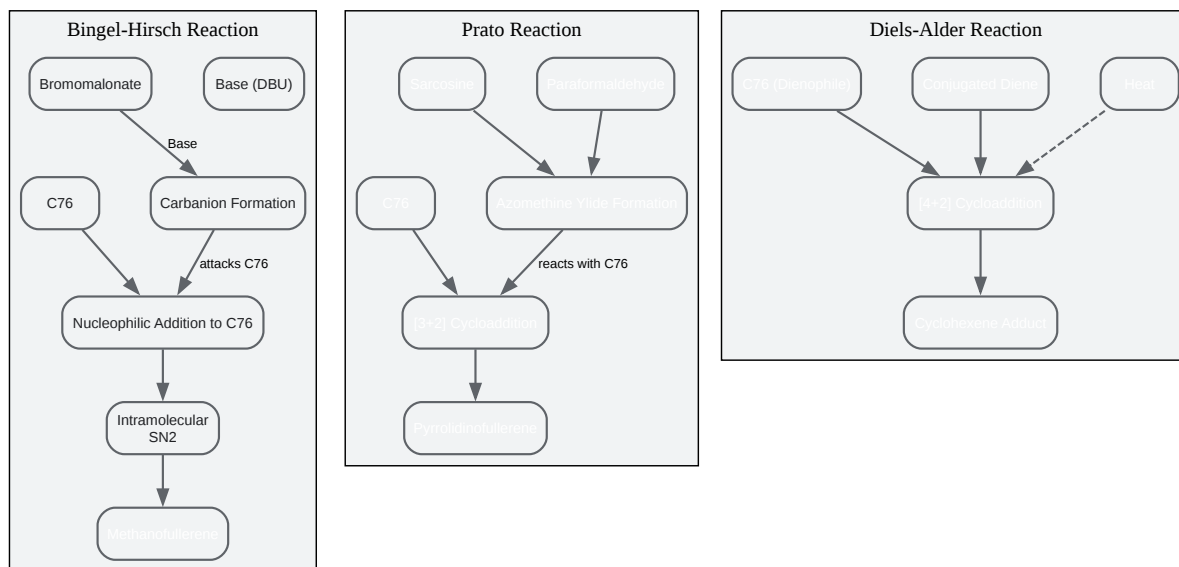 Bingel-Hirsch Reaction
Bromomalonate
Base (DBU)
Base
C76
Carbanion Formation
attacks C76
Nucleophilic Addition to C76
Intramolecular
SN2
Methanofullerene
Prato Reaction
Sarcosine
Paraformaldehyde
C76
Azomethine Ylide Formation
reacts with C76
[3+2] Cycloaddition
Pyrrolidinofullerene
Diels-Alder Reaction
C76 (Dienophile)
Conjugated Diene
Heat
[4+2] Cycloaddition
Cyclohexene Adduct